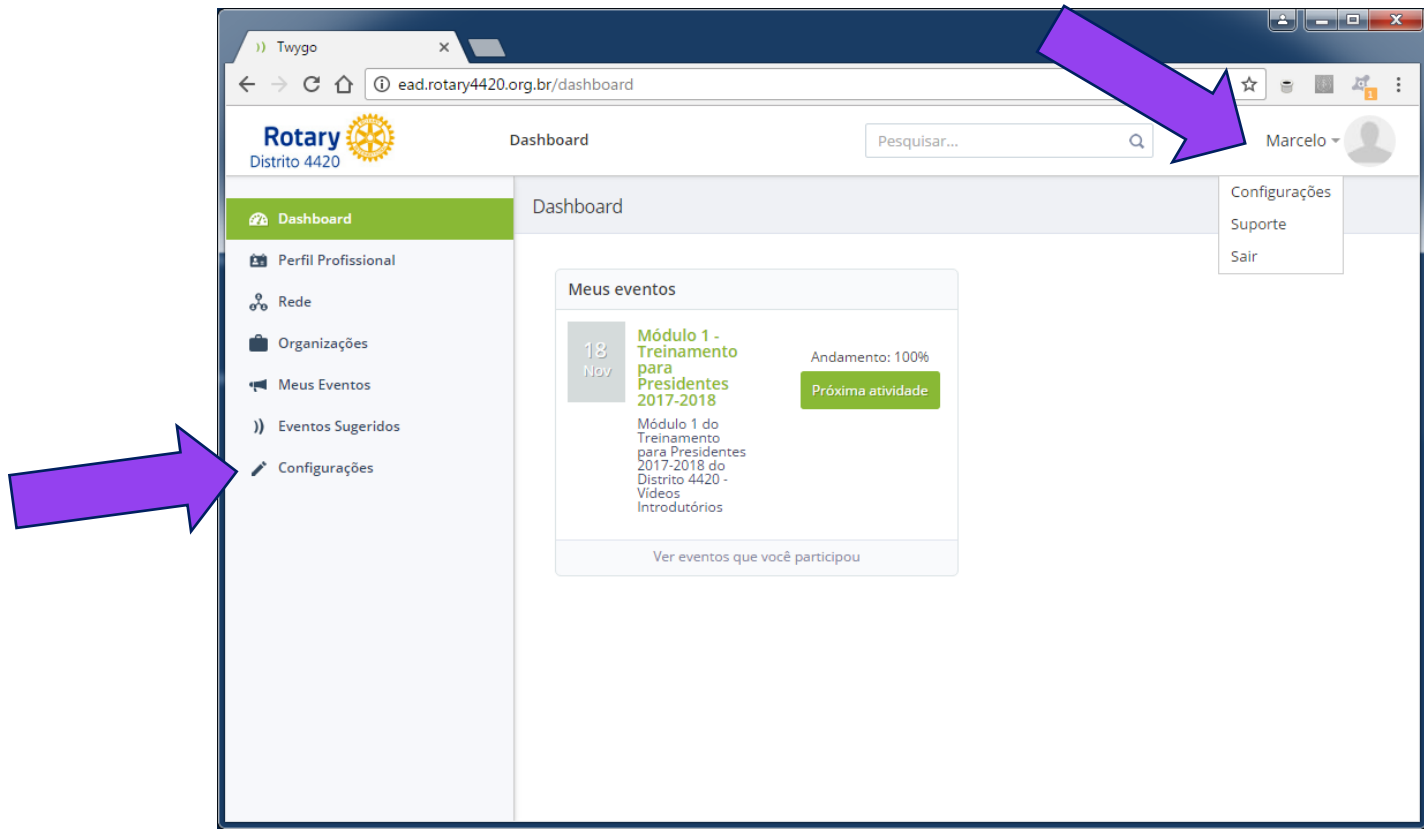 Twygo
ead.rotary4420.org.br/dashboard
1
Rotary
Distrito 4420
Dashboard
Pesquisar...
Marcelo
Configurações
Suporte
Sair
Dashboard
Perfil Profissional
Rede
Organizações
Meus Eventos
Eventos Sugeridos
Configurações
Dashboard
Meus eventos
18
Nov
Módulo 1 -
Treinamento
para
Presidentes
2017-2018
Módulo 1 do
Treinamento
para Presidentes
2017-2018 do
Distrito 4420 -
Vídeos
Introdutórios
Andamento: 100%
Próxima atividade
Ver eventos que você participou